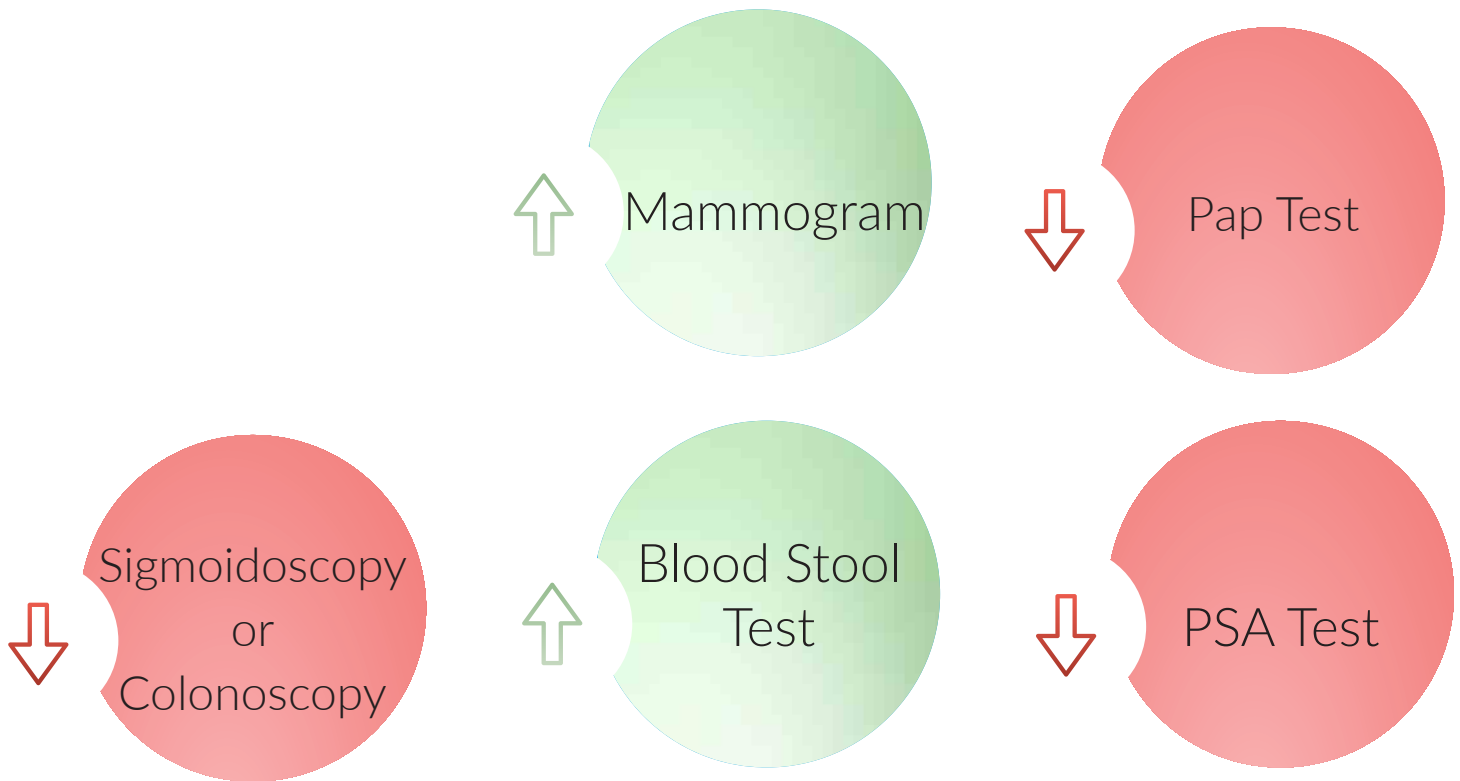 Mammogram
Pap Test
Sigmoidoscopy
or
Colonoscopy
Blood Stool
Test
PSA Test